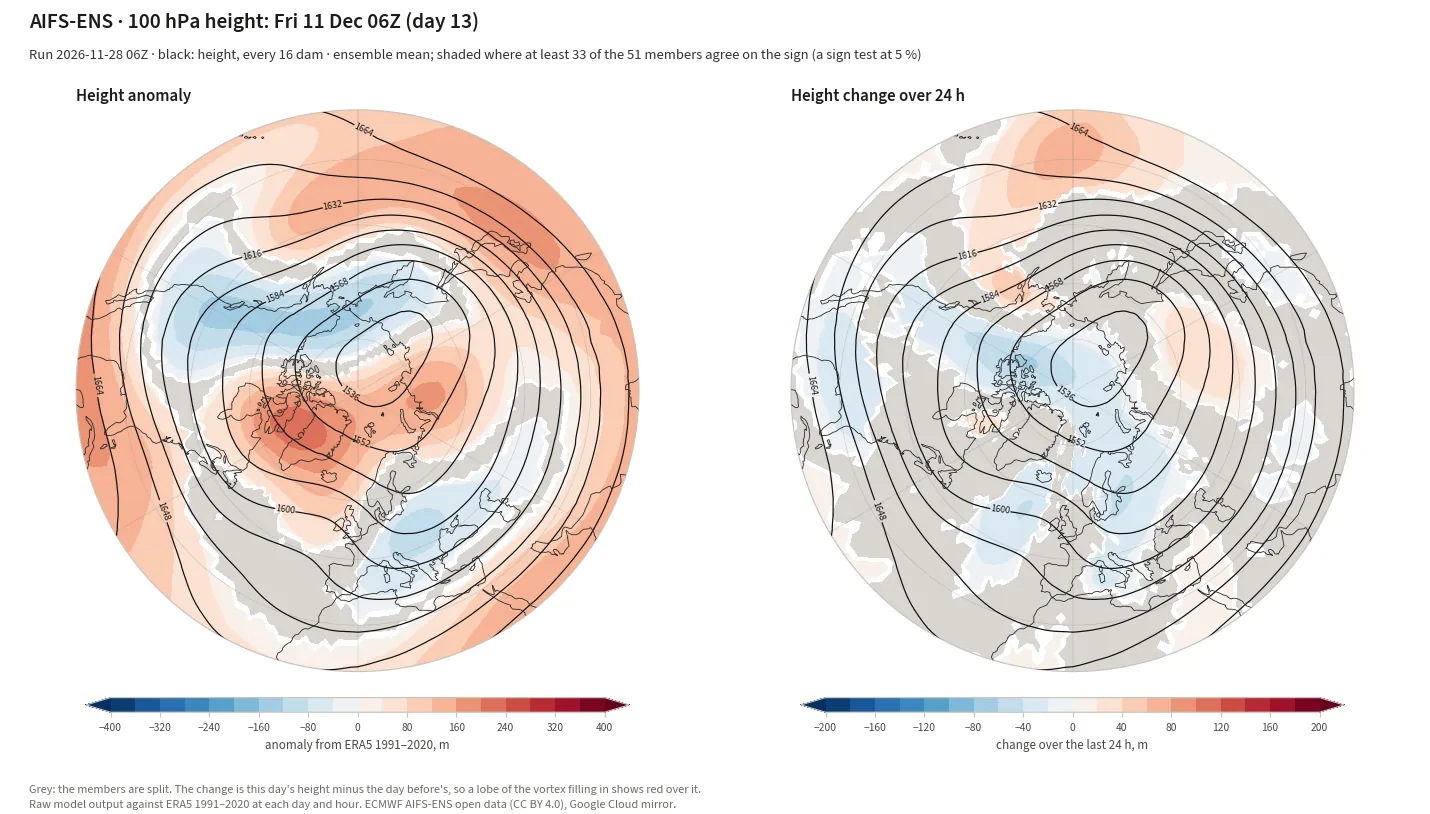 AIFS-ENS · 100 hPa height: Fri 11 Dec 06Z (day 13)
Run 2026-11-28 06Z · black: height, every 16 dam · ensemble mean; shaded where at least 33 of the 51 members agree on the sign (a sign test at 5 %)
Height anomaly
Height change over 24 h
1664
1632
1616
1584
1568
1536
1552
1600
1664
1648
1664
1632
1616
1584
1568
1536
1552
1600
1664
1648
−400 −320 −240 −160 −80 0 80 160 240 320 400
anomaly from ERA5 1991–2020, m
−200 −160 −120 −80 −40 0 40 80 120 160 200
change over the last 24 h, m
Grey: the members are split. The change is this day's height minus the day before's, so a lobe of the vortex filling in shows red over it.
Raw model output against ERA5 1991–2020 at each day and hour. ECMWF AIFS-ENS open data (CC BY 4.0), Google Cloud mirror.